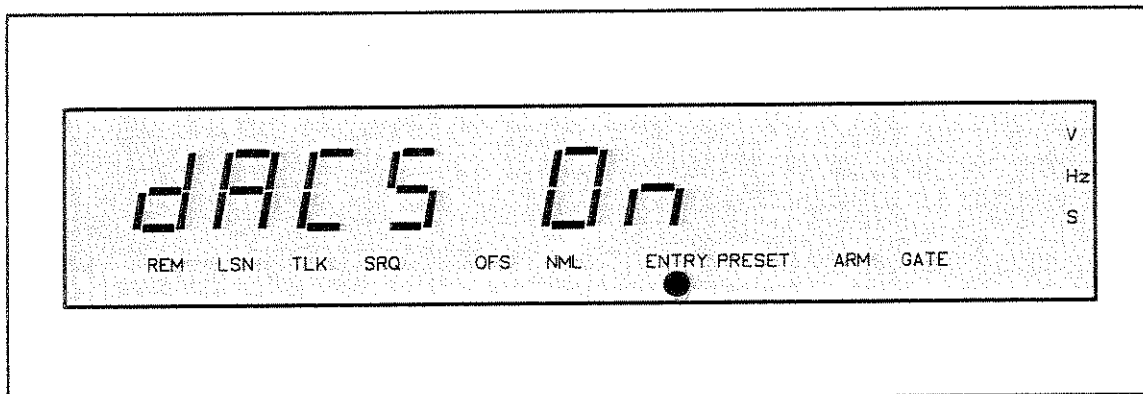 V
dACS On
Hz
S
REM LSN TLK SRQ OFS NML ENTRY PRESET ARM GATE